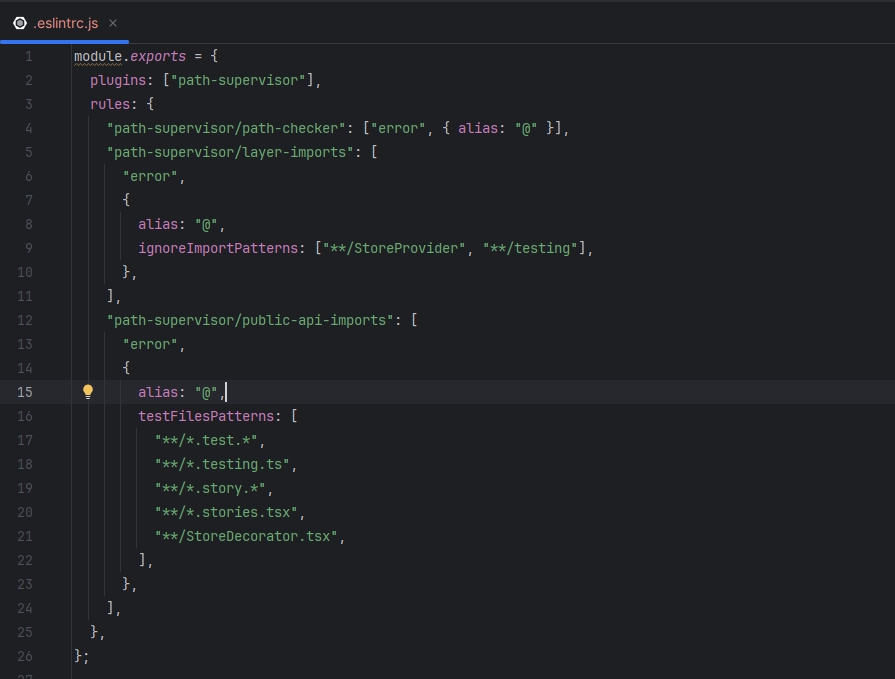 .eslintrc.js ×
1 module.exports = {
2   plugins: ["path-supervisor"],
3   rules: {
4     "path-supervisor/path-checker": ["error", { alias: "@" }],
5     "path-supervisor/layer-imports": [
6       "error",
7       {
8         alias: "@",
9         ignoreImportPatterns: ["**/StoreProvider", "**/testing"],
10       },
11     ],
12     "path-supervisor/public-api-imports": [
13       "error",
14       {
15         alias: "@",
16         testFilesPatterns: [
17           "**/*.test.*",
18           "**/*.testing.ts",
19           "**/*.story.*",
20           "**/*.stories.tsx",
21           "**/StoreDecorator.tsx",
22         ],
23       },
24     ],
25   },
26 };
27